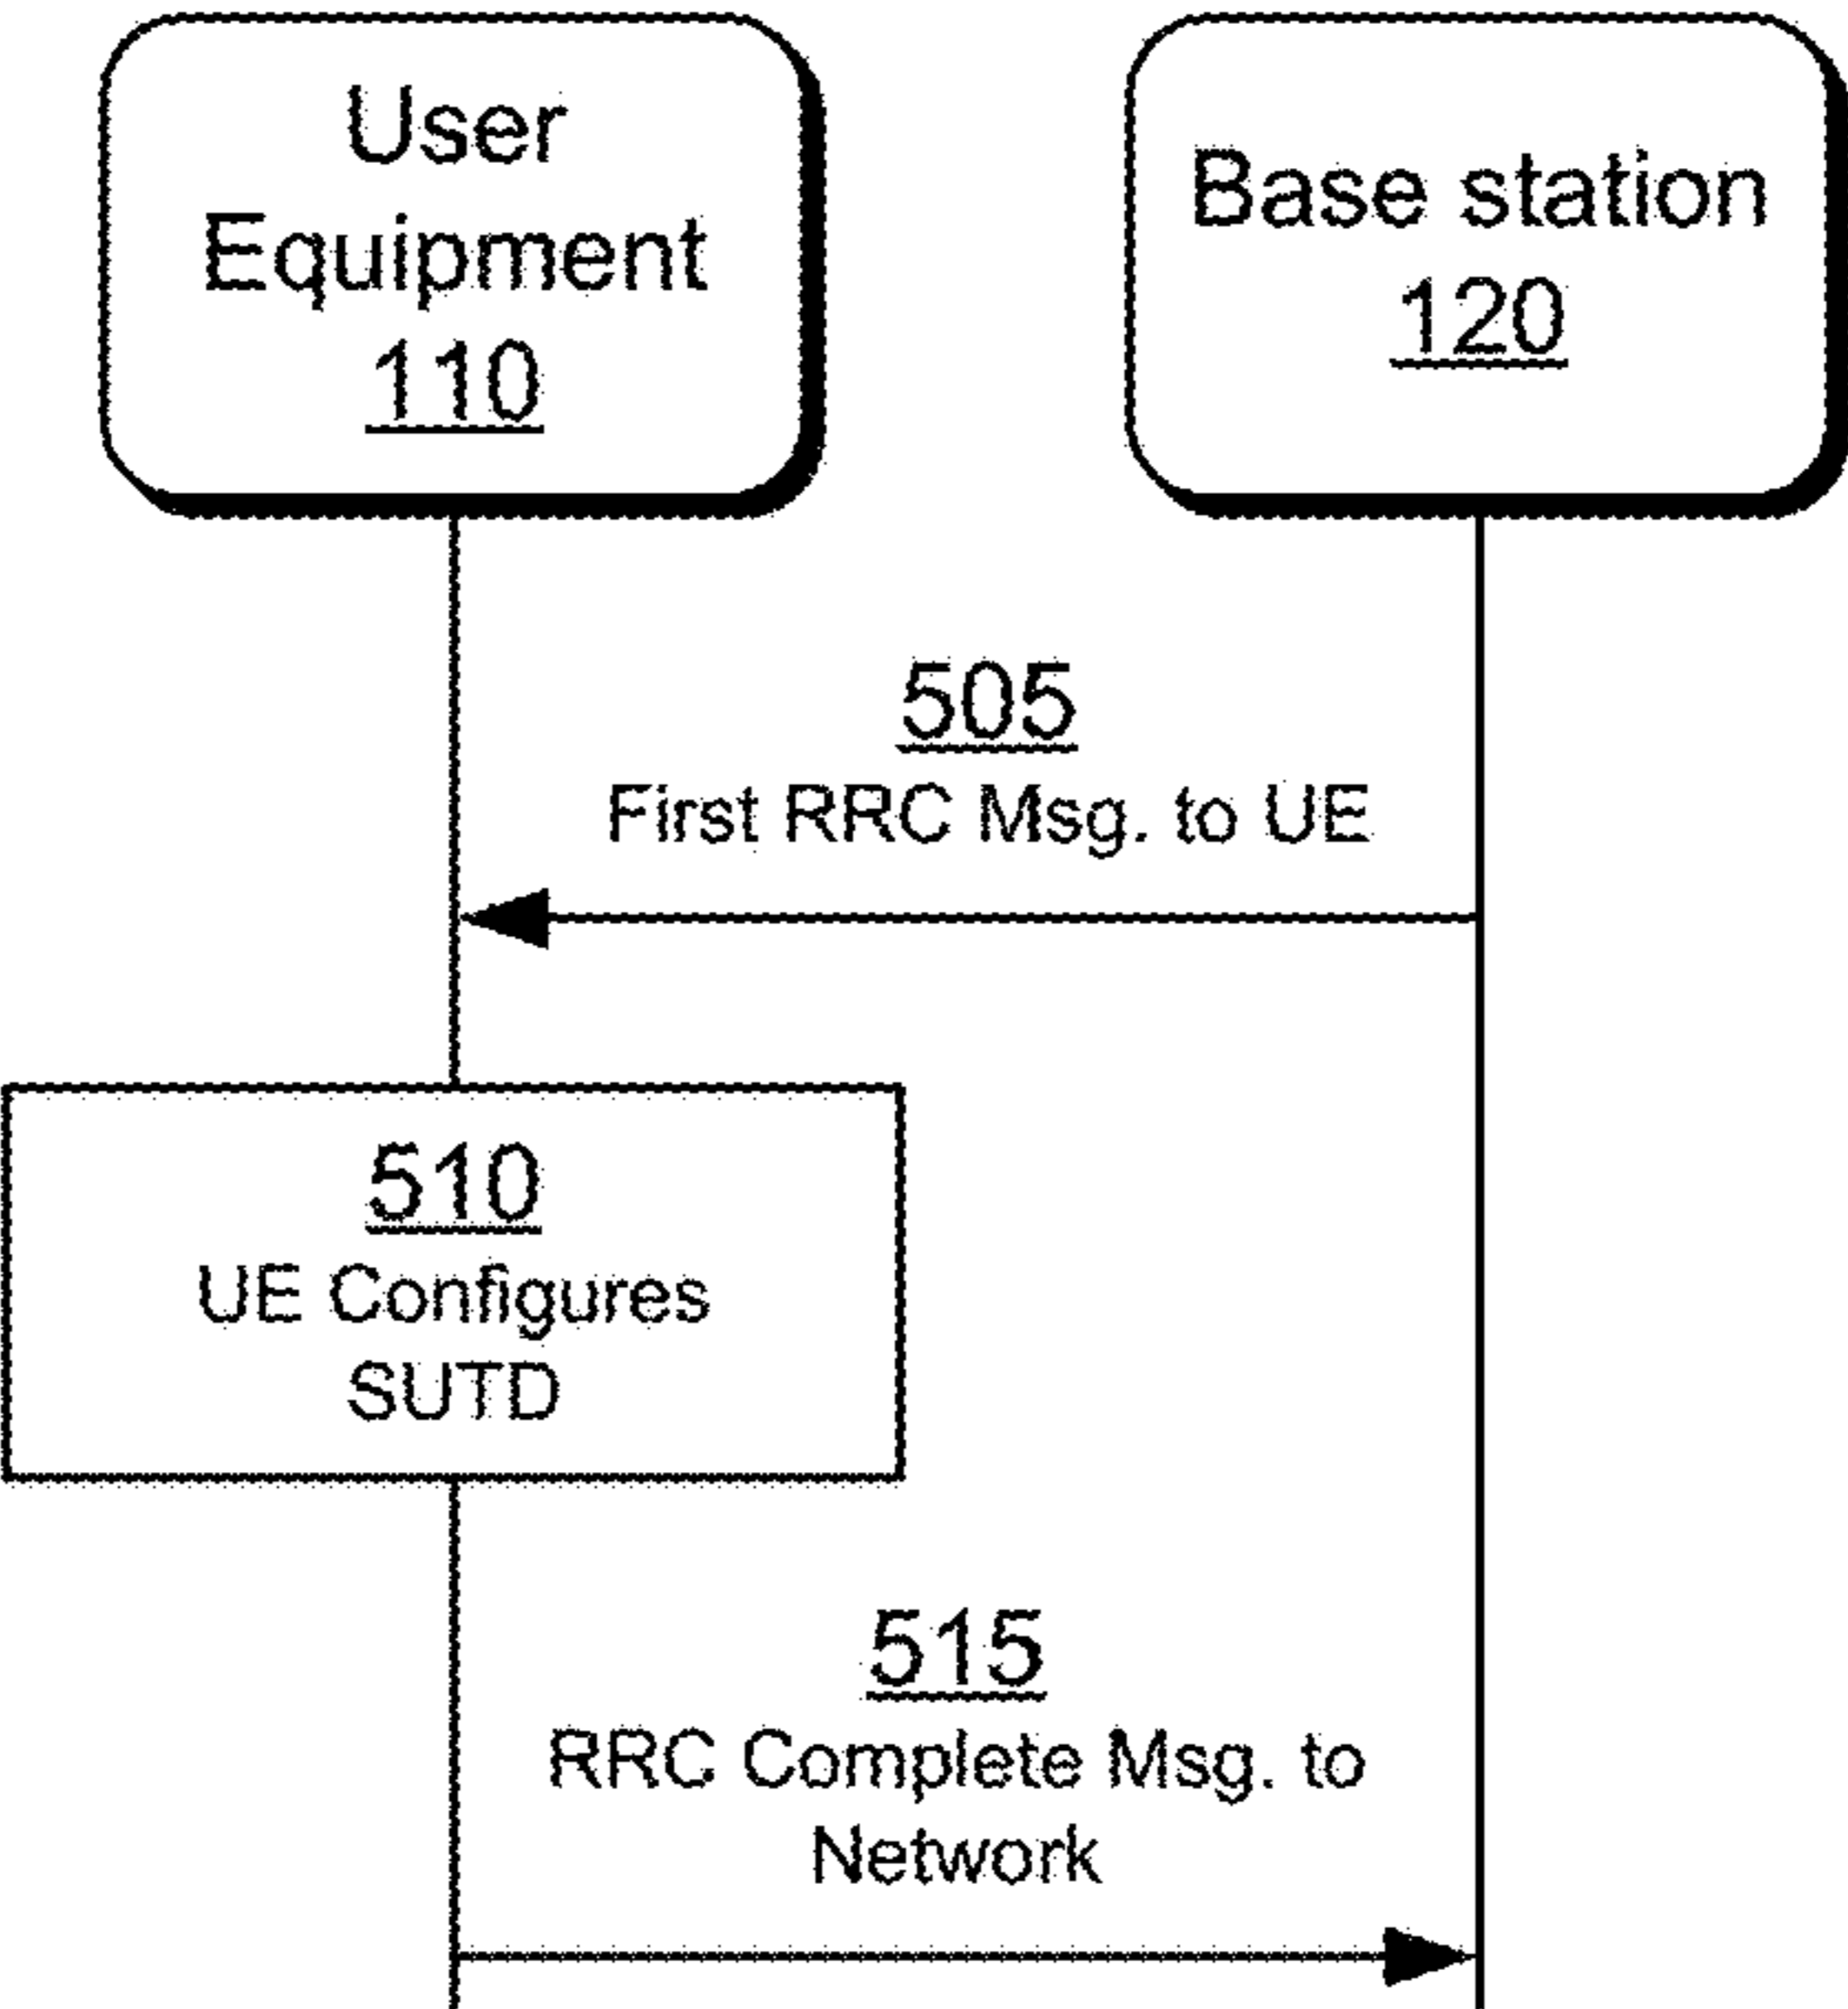 User
Equipment
110
Base station
120
505
First RRC Msg. to UE
510
UE Configures
SUTD
515
RRC Complete Msg. to
Network